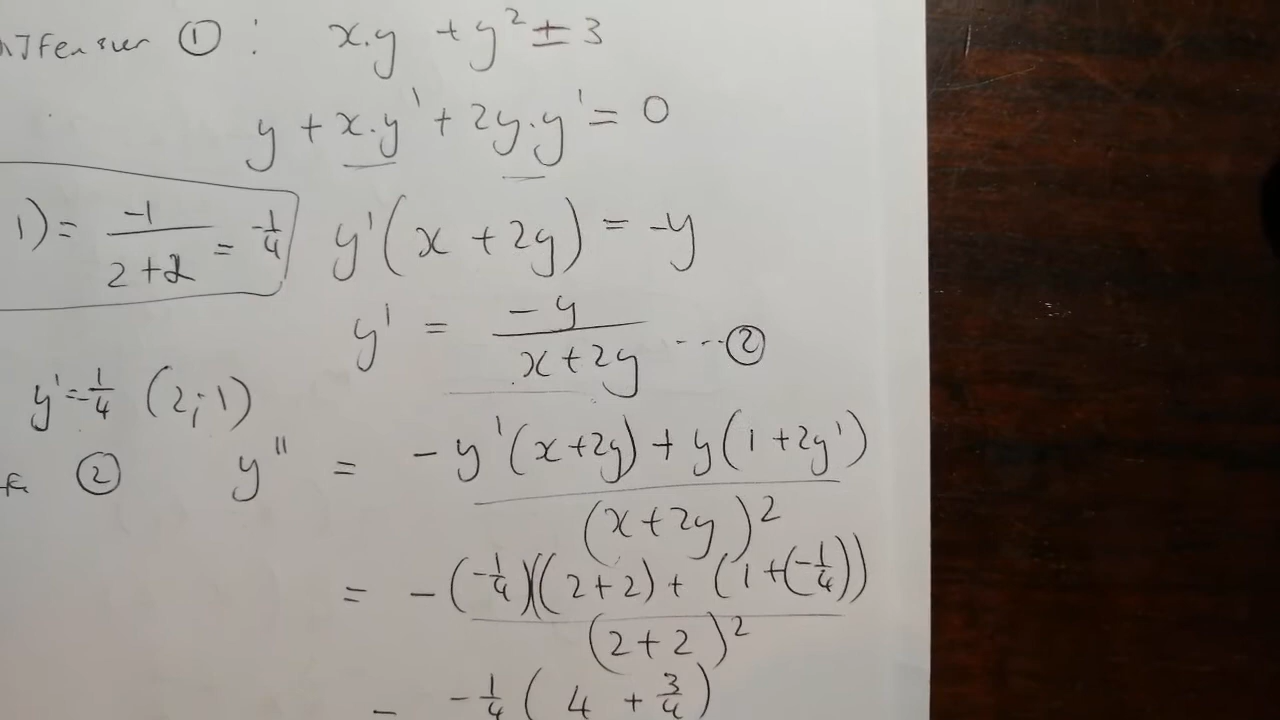 ① : x.y + y² ± 3
y + x.y' + 2y.y' = 0
1) = -1/(2+2) = -1/4
y'(x + 2y) = -y
y' = -y/(x+2y) ---②
y' = -1/4 (2;1)
② y'' = (-y'(x+2y) + y(1+2y'))/(x+2y)²
= (-(-1/4)((2+2) + (1+(-1/4)))/(2+2)²
-1/4 (4 + 3/4)